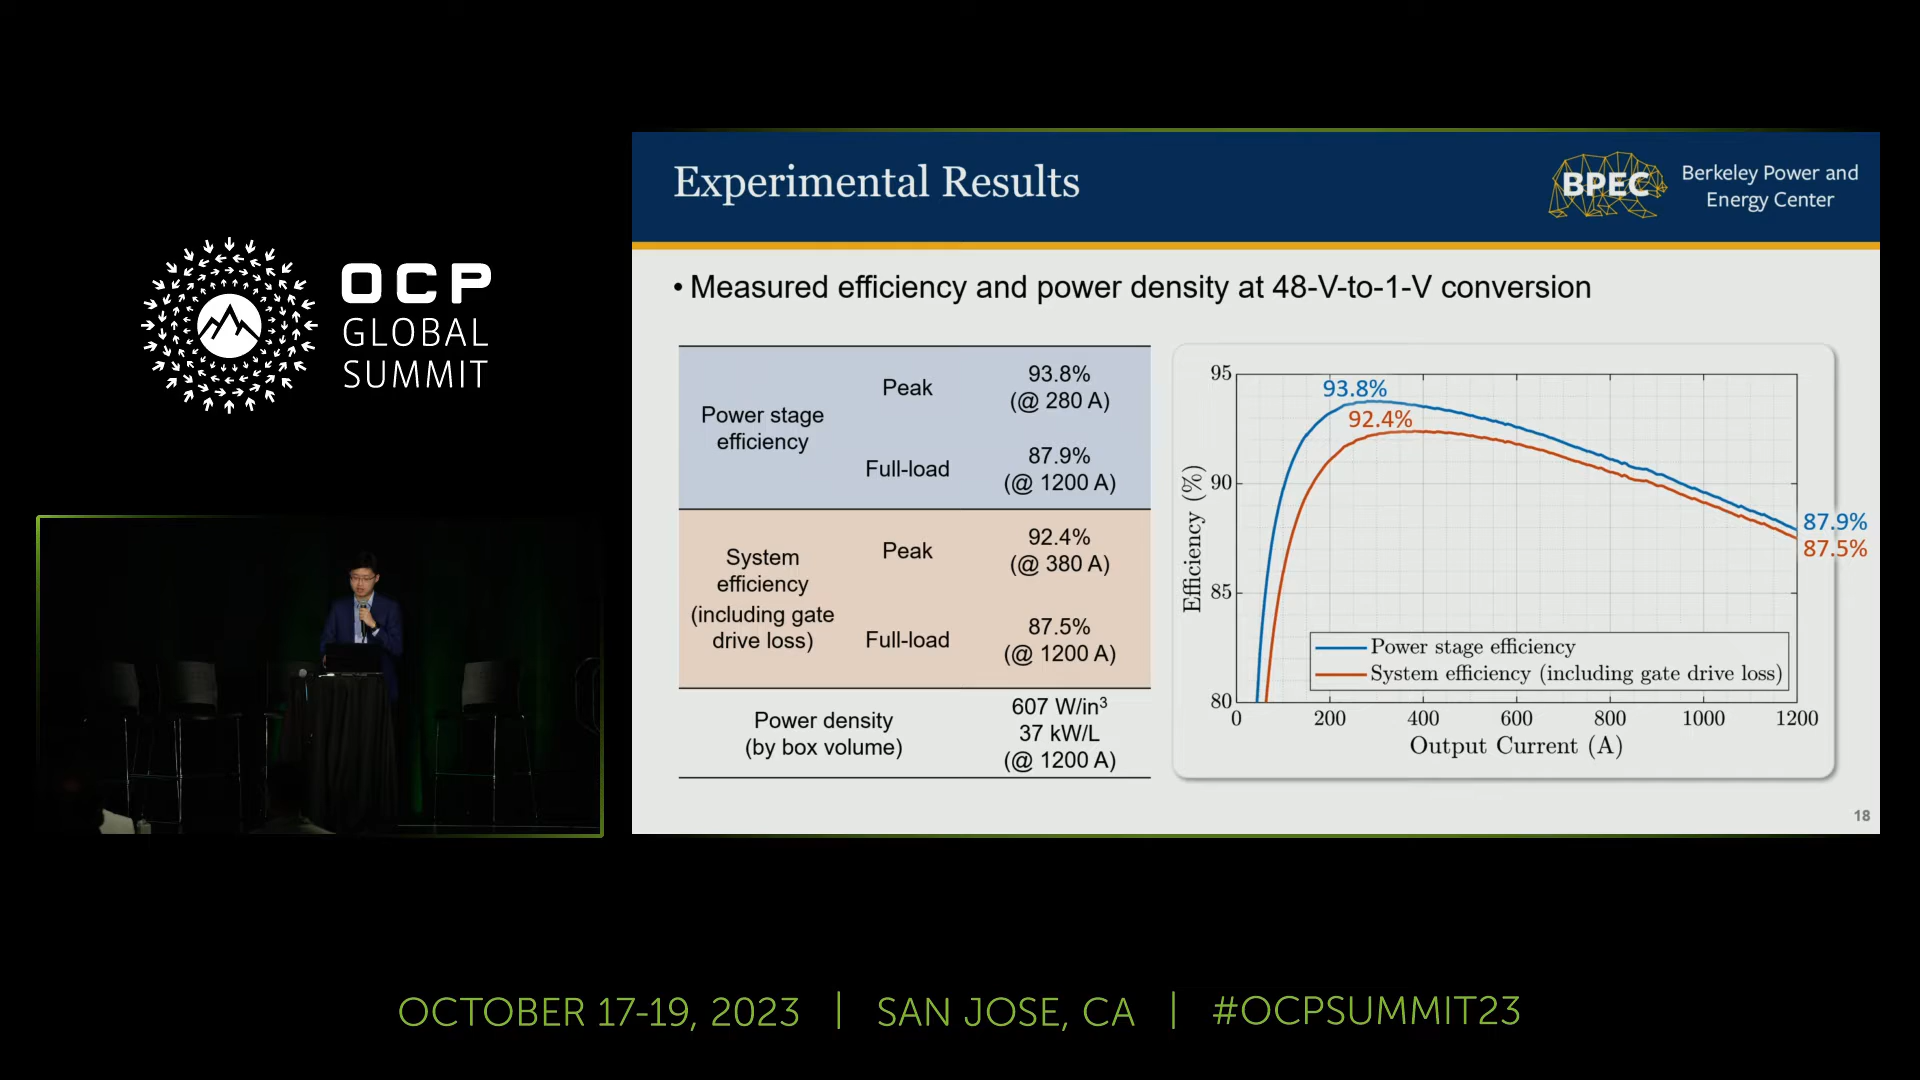 OCP
GLOBAL
SUMMIT
Experimental Results
BPEC
Berkeley Power and
Energy Center
• Measured efficiency and power density at 48-V-to-1-V conversion
Power stage
efficiency
Peak
93.8%
(@ 280 A)
Full-load
87.9%
(@ 1200 A)
System
efficiency
(including gate
drive loss)
Peak
92.4%
(@ 380 A)
Full-load
87.5%
(@ 1200 A)
Power density
(by box volume)
607 W/in³
37 kW/L
(@ 1200 A)
95
90
85
80
Efficiency (%)
93.8%
92.4%
87.9%
87.5%
Power stage efficiency
System efficiency (including gate drive loss)
0 200 400 600 800 1000 1200
Output Current (A)
18
OCTOBER 17-19, 2023 | SAN JOSE, CA | #OCPSUMMIT23